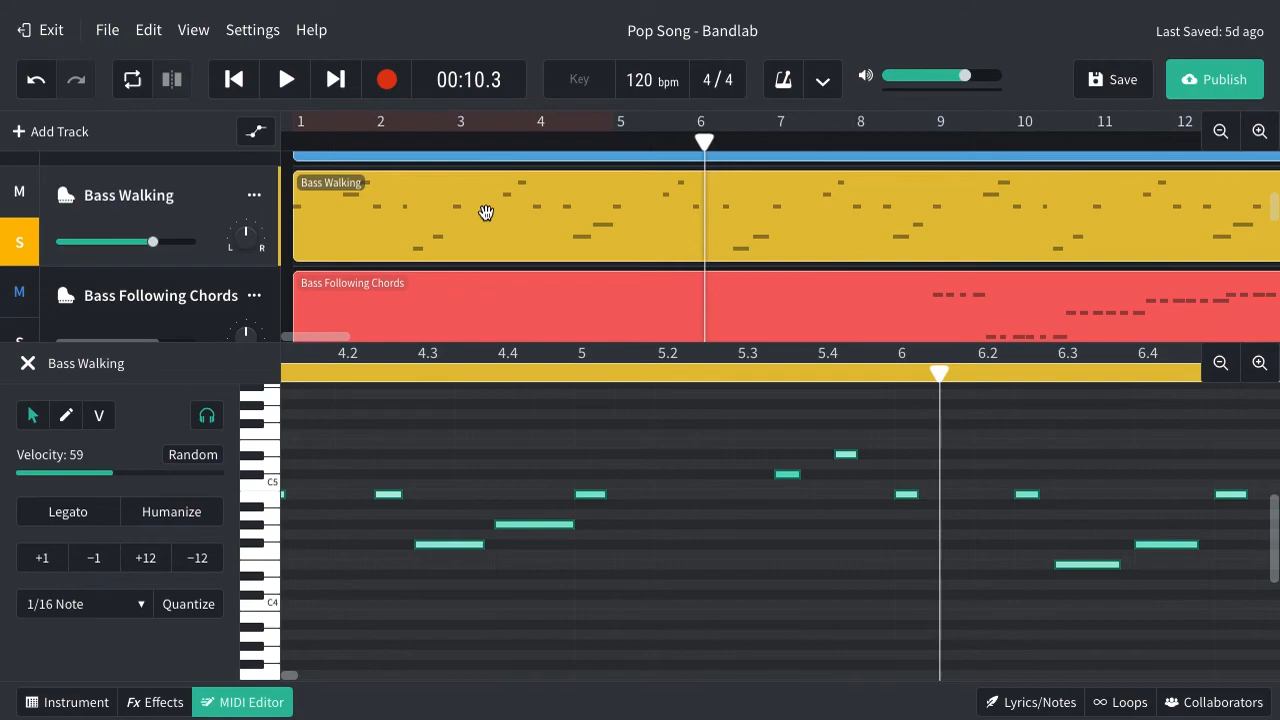 Exit File Edit View Settings Help Pop Song - Bandlab Last Saved: 5d ago
00:10.3 Key 120 bpm 4 / 4 Save Publish
+ Add Track 1 2 3 4 5 6 7 8 9 10 11 12
M Bass Walking ... Bass Walking
S L R
M Bass Following Chords ... Bass Following Chords
S
Bass Walking 4.2 4.3 4.4 5 5.2 5.3 5.4 6 6.2 6.3 6.4
V
Velocity: 59 Random
C5
Legato Humanize
+1 −1 +12 −12
1/16 Note Quantize C4
Instrument Fx Effects MIDI Editor Lyrics/Notes Loops Collaborators